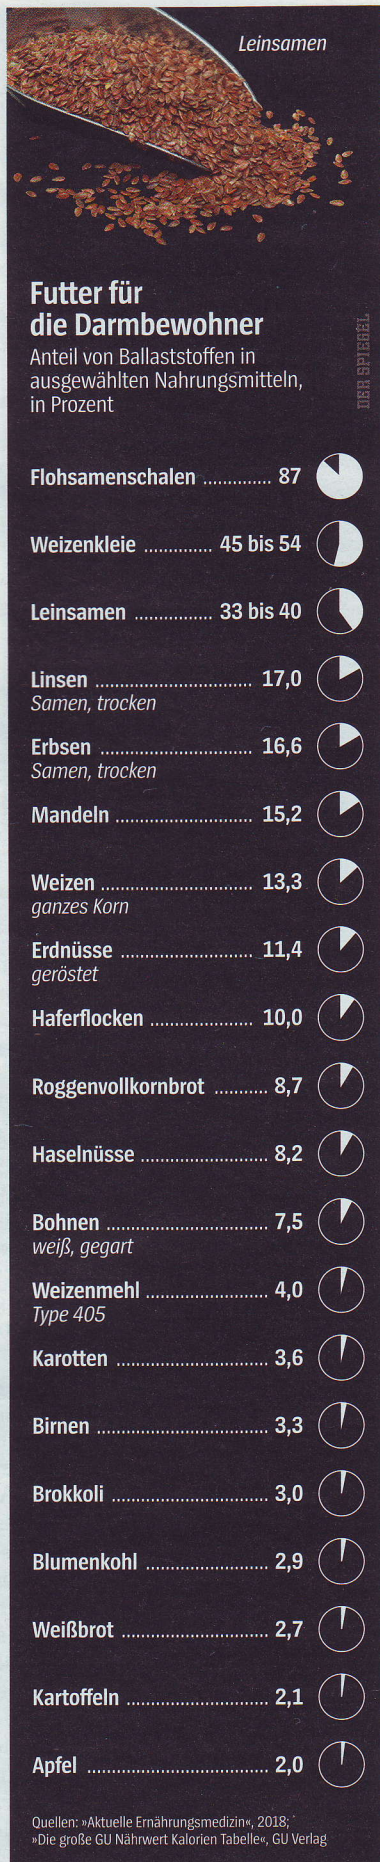 Leinsamen
Futter für
die Darmbewohner
Anteil von Ballaststoffen in
ausgewählten Nahrungsmitteln,
in Prozent
DER SPIEGEL
Flohsamenschalen .............. 87
Weizenkleie .............. 45 bis 54
Leinsamen ................ 33 bis 40
Linsen ................................ 17,0
Samen, trocken
Erbsen ............................... 16,6
Samen, trocken
Mandeln ............................ 15,2
Weizen ............................... 13,3
ganzes Korn
Erdnüsse ........................... 11,4
geröstet
Haferflocken ..................... 10,0
Roggenvollkornbrot ........... 8,7
Haselnüsse .......................... 8,2
Bohnen ................................. 7,5
weiß, gegart
Weizenmehl ......................... 4,0
Type 405
Karotten ............................... 3,6
Birnen ................................... 3,3
Brokkoli ................................ 3,0
Blumenkohl ......................... 2,9
Weißbrot .............................. 2,7
Kartoffeln ............................. 2,1
Apfel ..................................... 2,0
Quellen: »Aktuelle Ernährungsmedizin«, 2018;
»Die große GU Nährwert Kalorien Tabelle«, GU Verlag